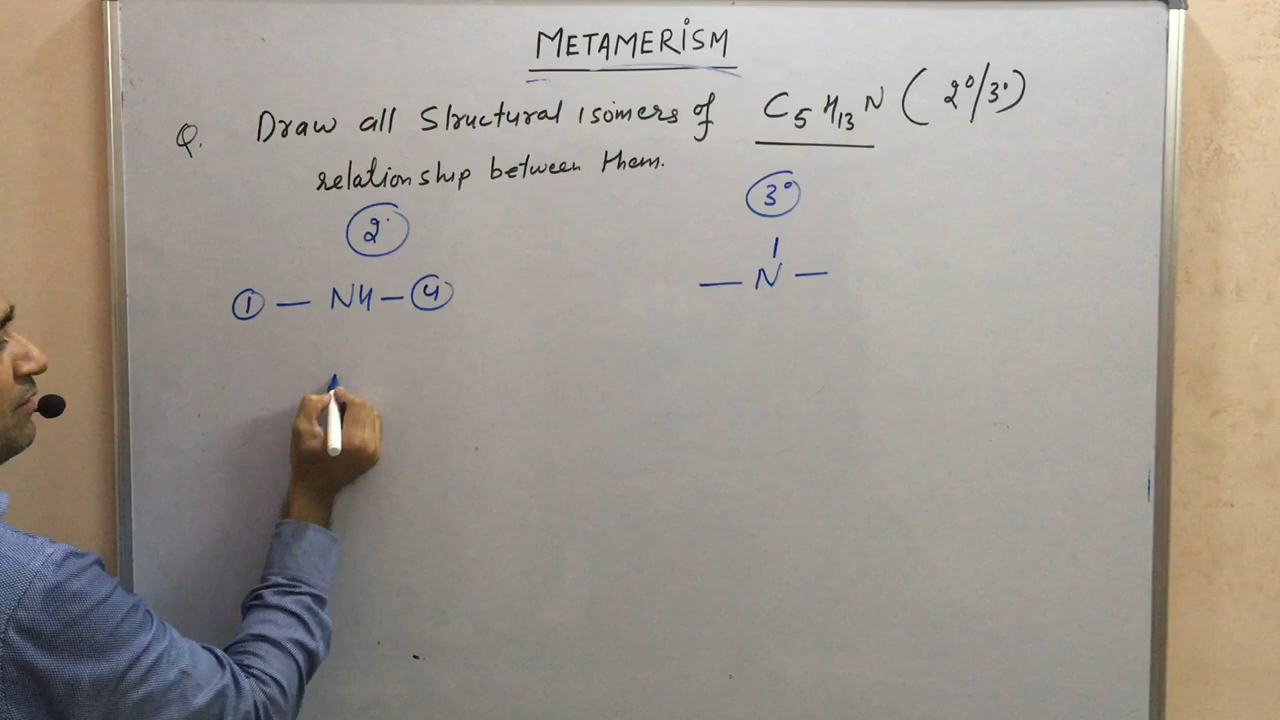 METAMERISM
Q. Draw all Structural isomers of C5H13N (2°/3°)
relationship between them.
2° 3°
① — NH — ④ — N —